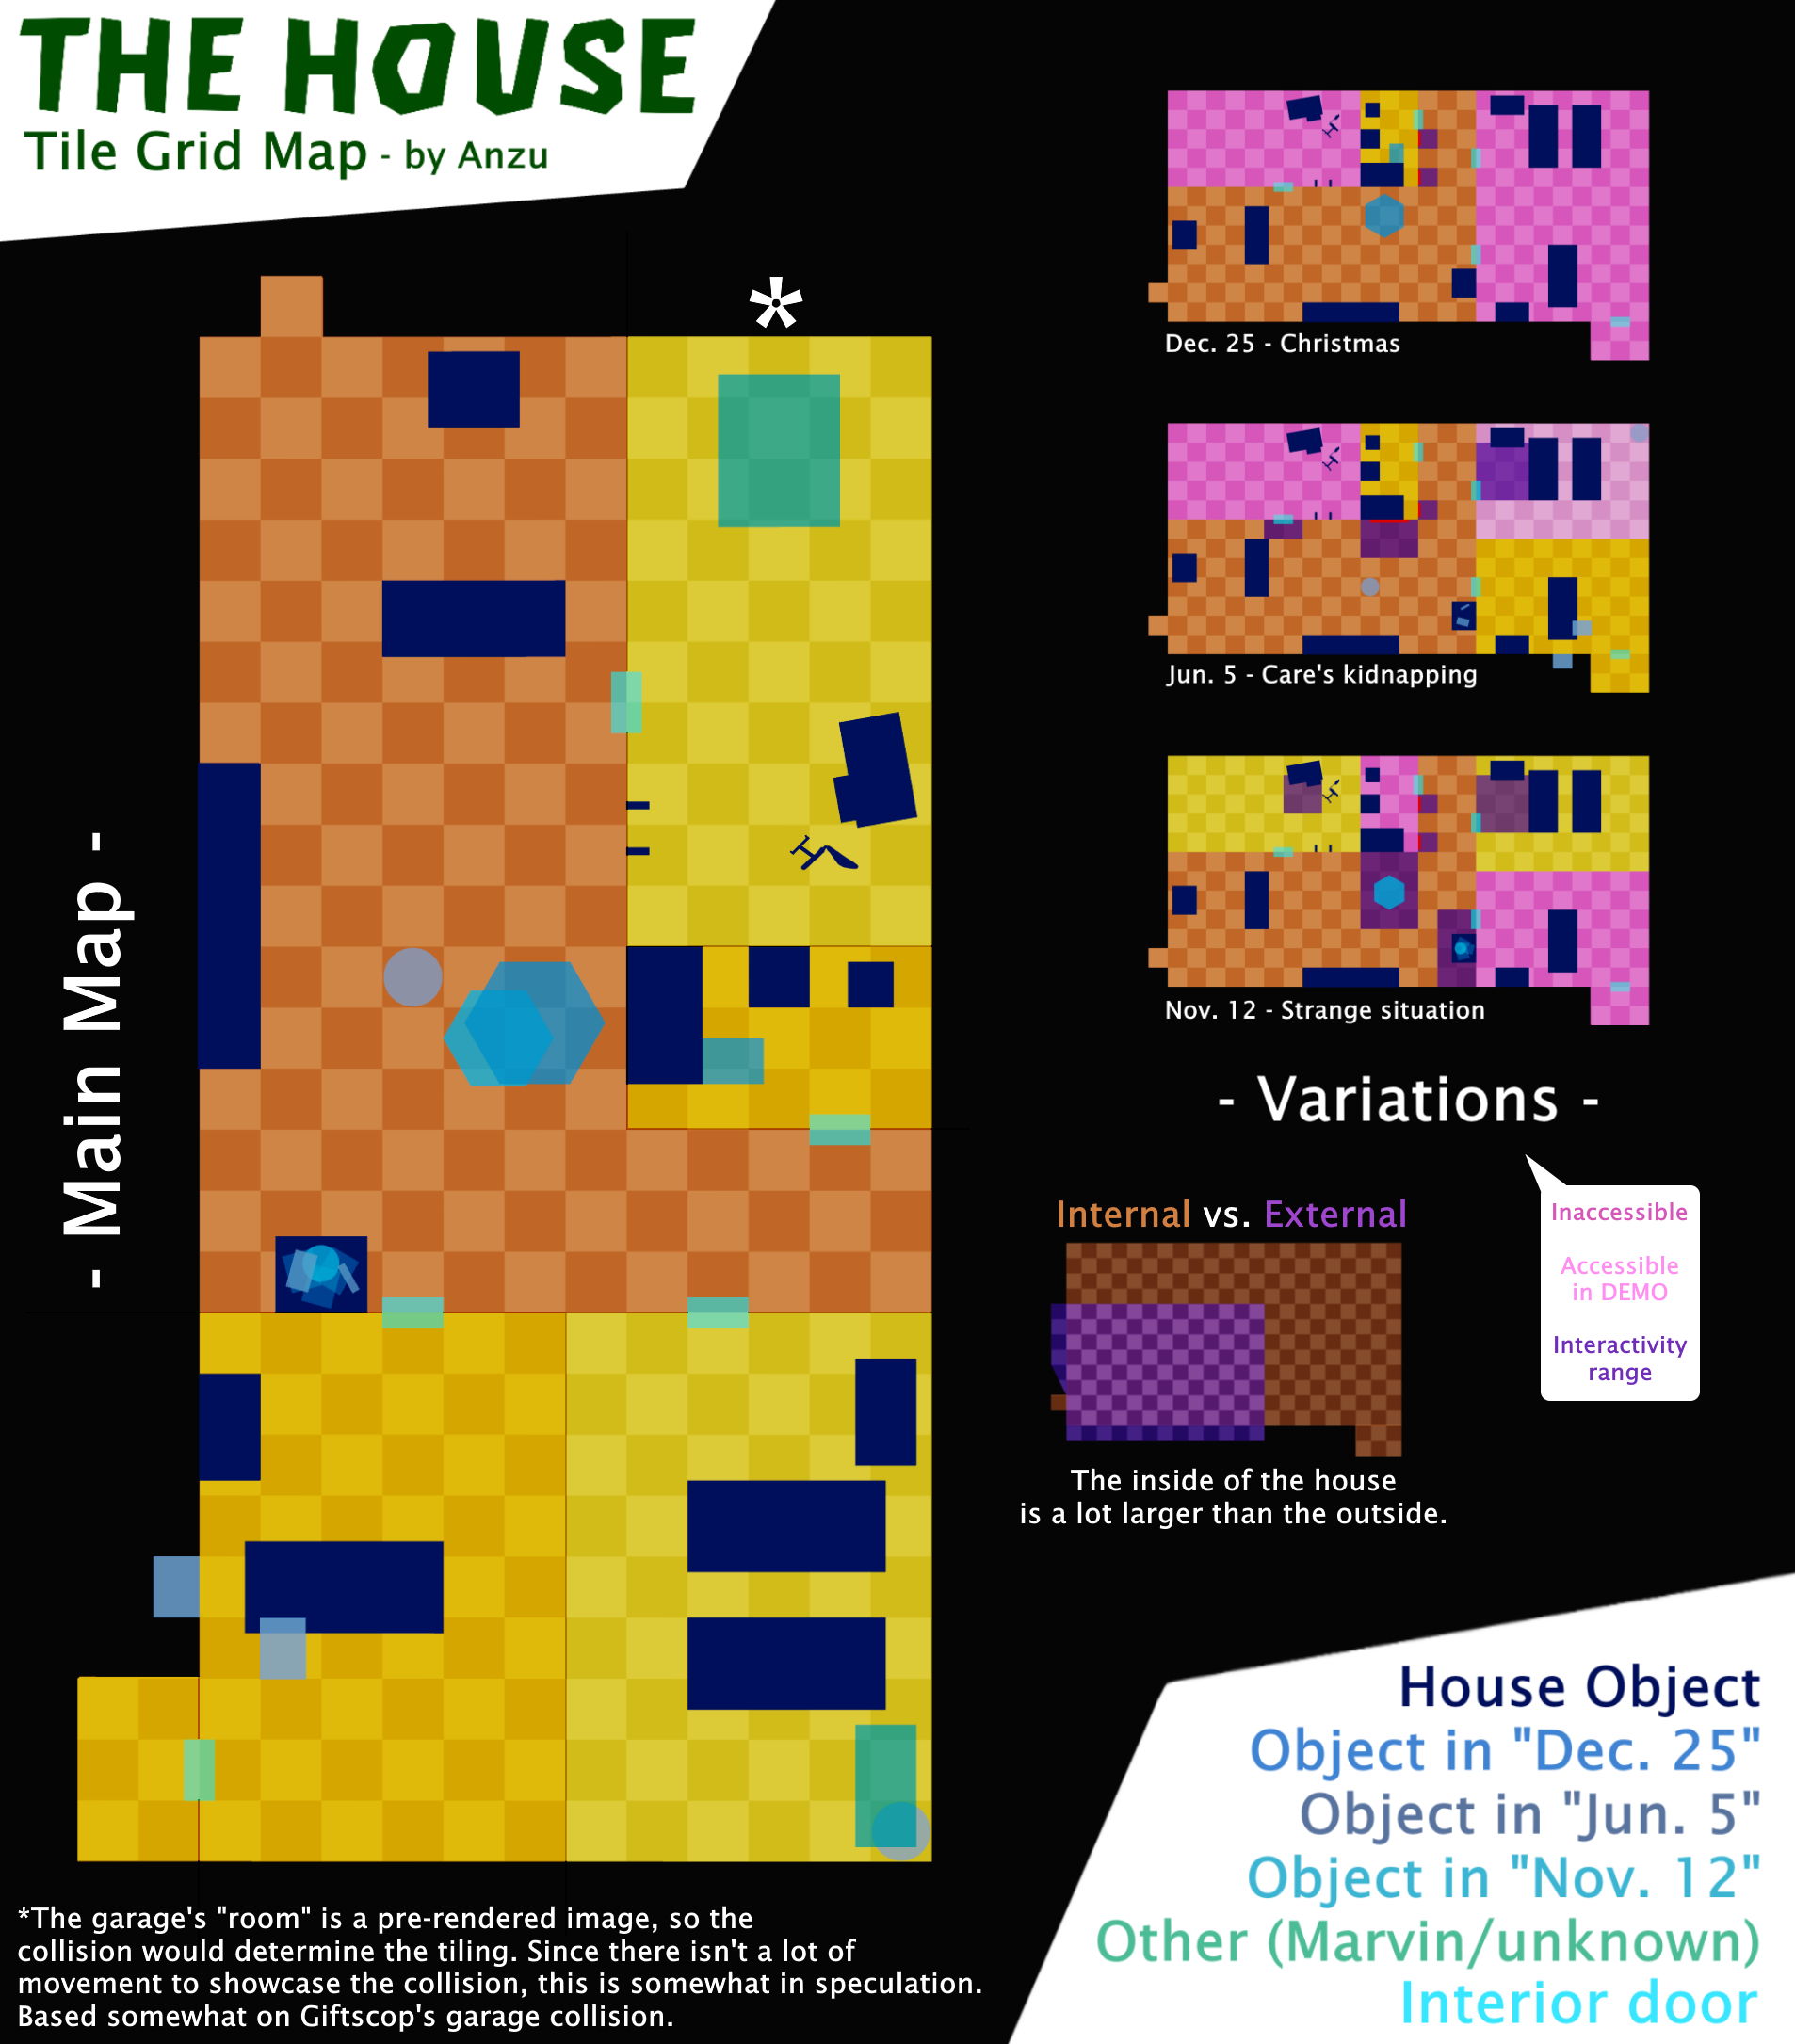 THE HOUSE
Tile Grid Map - by Anzu
*
- Main Map -
Dec. 25 - Christmas
Jun. 5 - Care's kidnapping
Nov. 12 - Strange situation
- Variations -
Inaccessible
Accessible
in DEMO
Interactivity
range
Internal vs. External
The inside of the house
is a lot larger than the outside.
House Object
Object in "Dec. 25"
Object in "Jun. 5"
Object in "Nov. 12"
Other (Marvin/unknown)
Interior door
*The garage's "room" is a pre-rendered image, so the
collision would determine the tiling. Since there isn't a lot of
movement to showcase the collision, this is somewhat in speculation.
Based somewhat on Giftscop's garage collision.